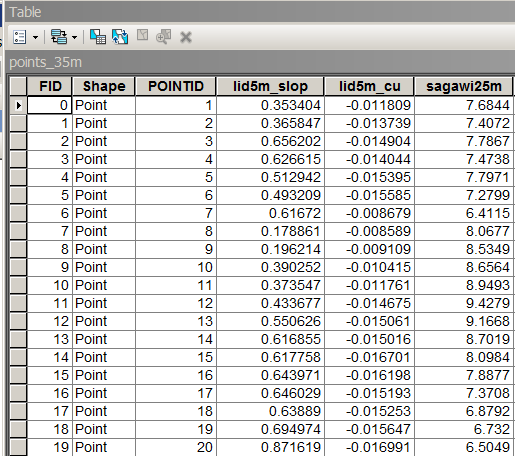 Table
points_35m
FID Shape POINTID lid5m_slop lid5m_cu sagawi25m
0 Point 1 0.353404 -0.011809 7.6844
1 Point 2 0.365847 -0.013739 7.4072
2 Point 3 0.656202 -0.014904 7.7867
3 Point 4 0.626615 -0.014044 7.4738
4 Point 5 0.512942 -0.015395 7.7971
5 Point 6 0.493209 -0.015585 7.2799
6 Point 7 0.61672 -0.008679 6.4115
7 Point 8 0.178861 -0.008589 8.0677
8 Point 9 0.196214 -0.009109 8.5349
9 Point 10 0.390252 -0.010415 8.6564
10 Point 11 0.373547 -0.011761 8.9493
11 Point 12 0.433677 -0.014675 9.4279
12 Point 13 0.550626 -0.015061 9.1668
13 Point 14 0.616855 -0.015016 8.7019
14 Point 15 0.617758 -0.016701 8.0984
15 Point 16 0.643971 -0.016198 7.8877
16 Point 17 0.646029 -0.015193 7.3708
17 Point 18 0.63889 -0.015253 6.8792
18 Point 19 0.694974 -0.015647 6.732
19 Point 20 0.871619 -0.016991 6.5049